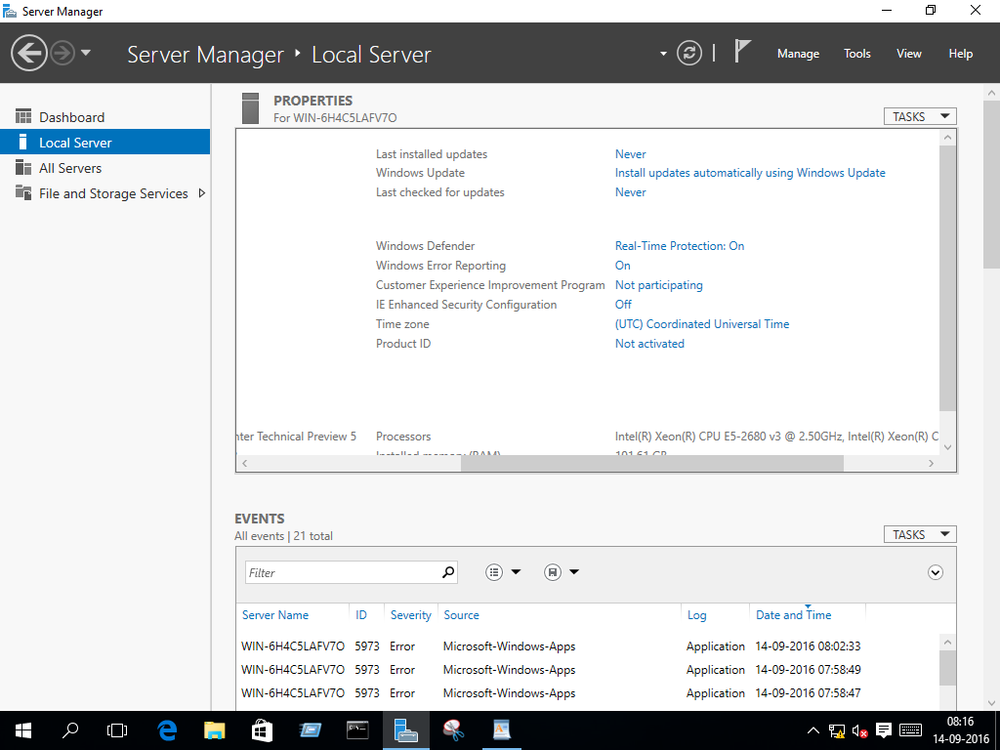 Server Manager
Server Manager ‣ Local Server
Manage Tools View Help
Dashboard
Local Server
All Servers
File and Storage Services
PROPERTIES
For WIN-6H4C5LAFV7O
TASKS
Last installed updates Never
Windows Update Install updates automatically using Windows Update
Last checked for updates Never
Windows Defender Real-Time Protection: On
Windows Error Reporting On
Customer Experience Improvement Program Not participating
IE Enhanced Security Configuration Off
Time zone (UTC) Coordinated Universal Time
Product ID Not activated
nter Technical Preview 5 Processors Intel(R) Xeon(R) CPU E5-2680 v3 @ 2.50GHz, Intel(R) Xeon(R) C
Installed memory (RAM) 191.61 GB
EVENTS
All events | 21 total
TASKS
Filter
Server Name ID Severity Source Log Date and Time
WIN-6H4C5LAFV7O 5973 Error Microsoft-Windows-Apps Application 14-09-2016 08:02:33
WIN-6H4C5LAFV7O 5973 Error Microsoft-Windows-Apps Application 14-09-2016 07:58:49
WIN-6H4C5LAFV7O 5973 Error Microsoft-Windows-Apps Application 14-09-2016 07:58:47
08:16
14-09-2016